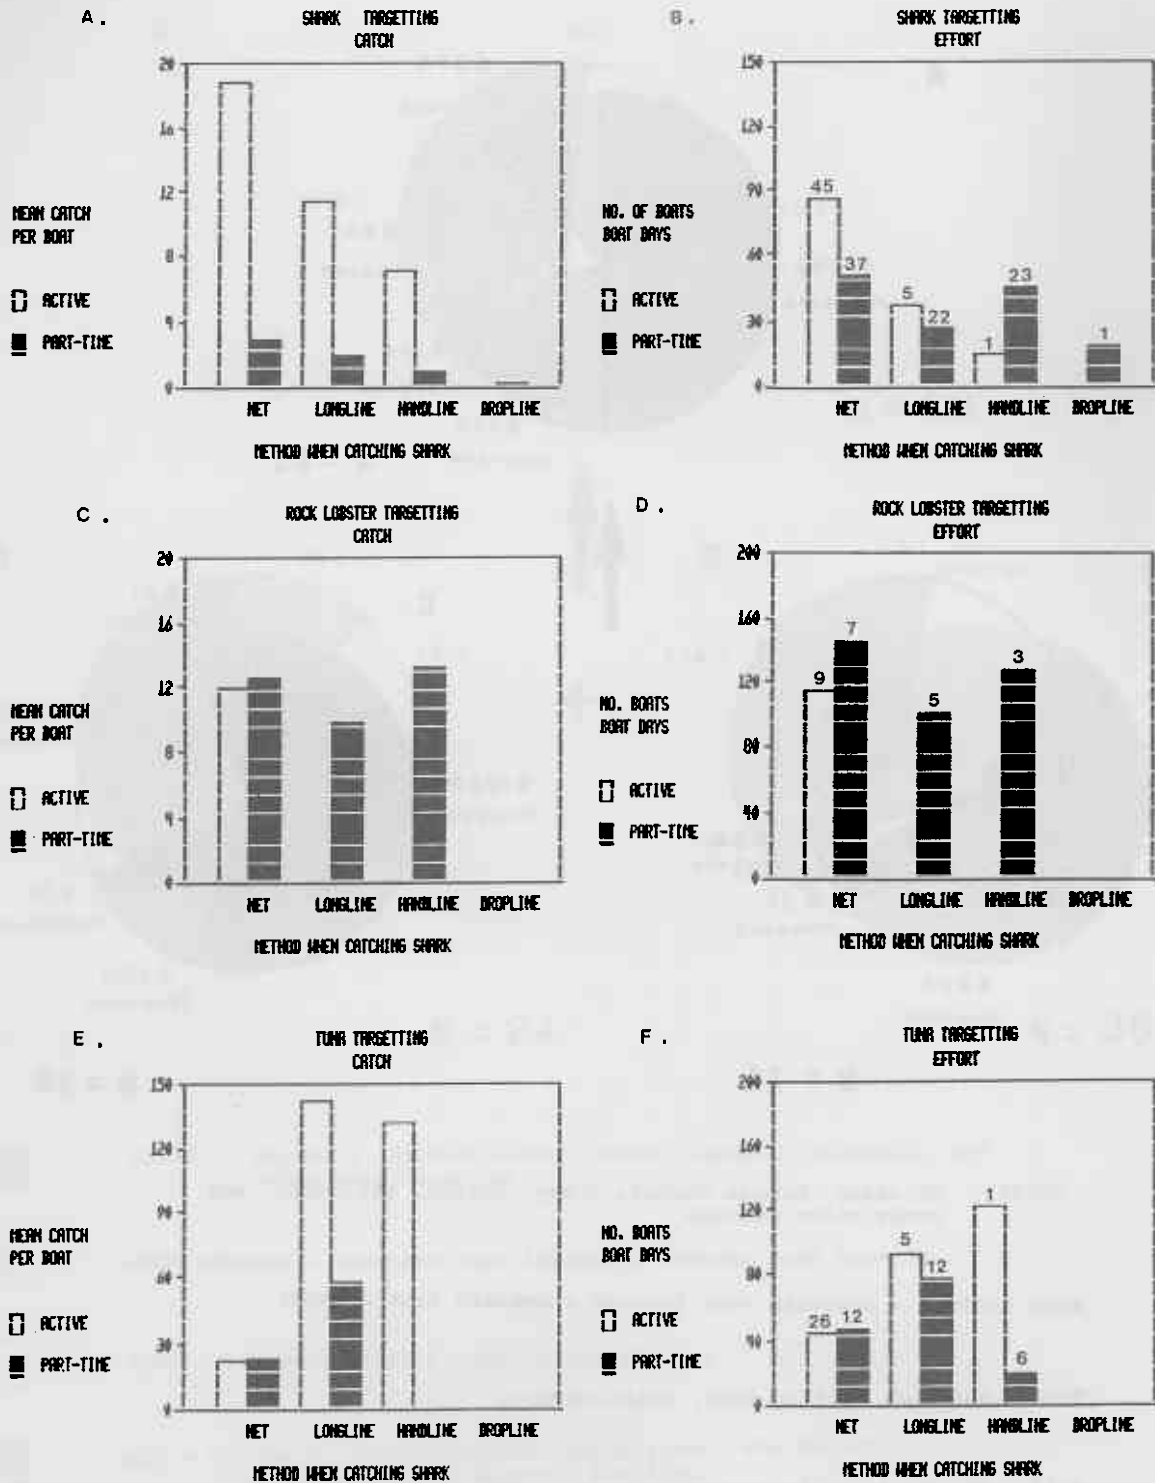 A.
SHARK TARGETTING
CATCH
20
16
12
8
4
0
MEAN CATCH
PER BOAT
ACTIVE
PART-TIME
NET LONGLINE HANDLINE DROPLINE
METHOD WHEN CATCHING SHARK
B.
SHARK TARGETTING
EFFORT
150
120
90
60
30
0
45
37
5
22
1
23
1
NO. OF BOATS
BOAT DAYS
ACTIVE
PART-TIME
NET LONGLINE HANDLINE DROPLINE
METHOD WHEN CATCHING SHARK
C.
ROCK LOBSTER TARGETTING
CATCH
20
16
12
8
4
0
MEAN CATCH
PER BOAT
ACTIVE
PART-TIME
NET LONGLINE HANDLINE DROPLINE
METHOD WHEN CATCHING SHARK
D.
ROCK LOBSTER TARGETTING
EFFORT
200
160
120
80
40
0
9
7
5
3
NO. BOATS
BOAT DAYS
ACTIVE
PART-TIME
NET LONGLINE HANDLINE DROPLINE
METHOD WHEN CATCHING SHARK
E.
TUNA TARGETTING
CATCH
150
120
90
60
30
0
MEAN CATCH
PER BOAT
ACTIVE
PART-TIME
NET LONGLINE HANDLINE DROPLINE
METHOD WHEN CATCHING SHARK
F.
TUNA TARGETTING
EFFORT
200
160
120
80
40
0
26
12
5
12
1
6
NO. BOATS
BOAT DAYS
ACTIVE
PART-TIME
NET LONGLINE HANDLINE DROPLINE
METHOD WHEN CATCHING SHARK